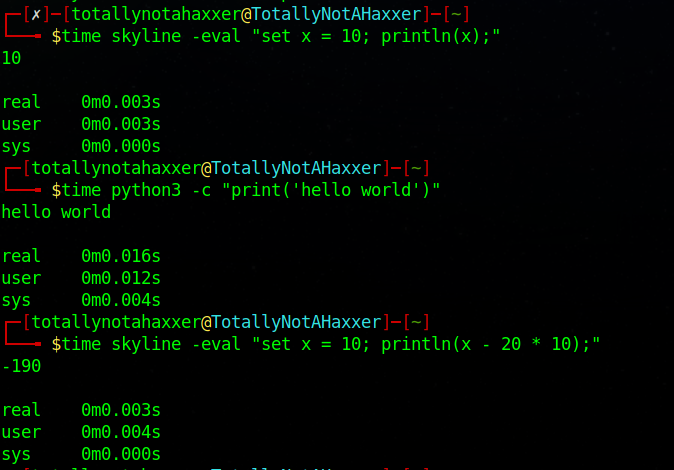 [✗]─[totallynotahaxxer@TotallyNotAHaxxer]─[~]
$time skyline -eval "set x = 10; println(x);"
10
real 0m0.003s
user 0m0.003s
sys 0m0.000s
[totallynotahaxxer@TotallyNotAHaxxer]─[~]
$time python3 -c "print('hello world')"
hello world
real 0m0.016s
user 0m0.012s
sys 0m0.004s
[totallynotahaxxer@TotallyNotAHaxxer]─[~]
$time skyline -eval "set x = 10; println(x - 20 * 10);"
-190
real 0m0.003s
user 0m0.004s
sys 0m0.000s